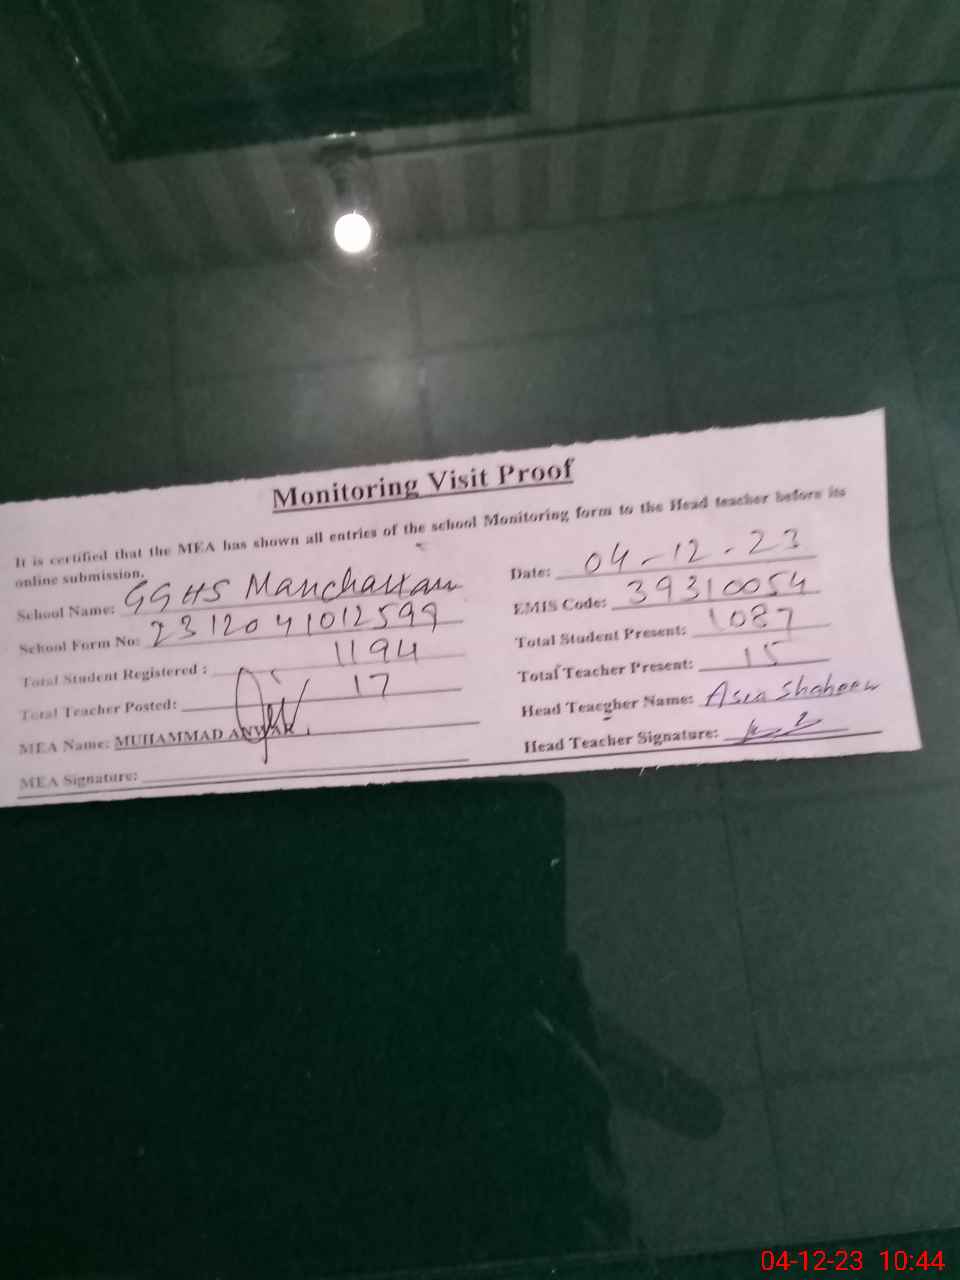 Monitoring Visit Proof
It is certified that the MEA has shown all entries of the school Monitoring form to the Head teacher before its
online submission.
School Name: GGHS Manchattan
Date: 04-12-23
School Form No: 2312041012599
EMIS Code: 39310054
Total Student Registered : 1194
Total Student Present: 1087
Total Teacher Posted: 17
Total Teacher Present: 15
MEA Name: MUHAMMAD ANWAR
Head Teacgher Name: Asia Shaheen
MEA Signature:
Head Teacher Signature:
04-12-23 10:44